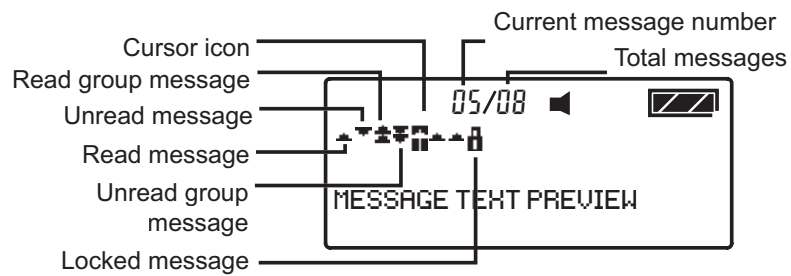 Current message number
Cursor icon
Total messages
Read group message
05/08
Unread message
Read message
Unread group
message
MESSAGE TEXT PREVIEW
Locked message